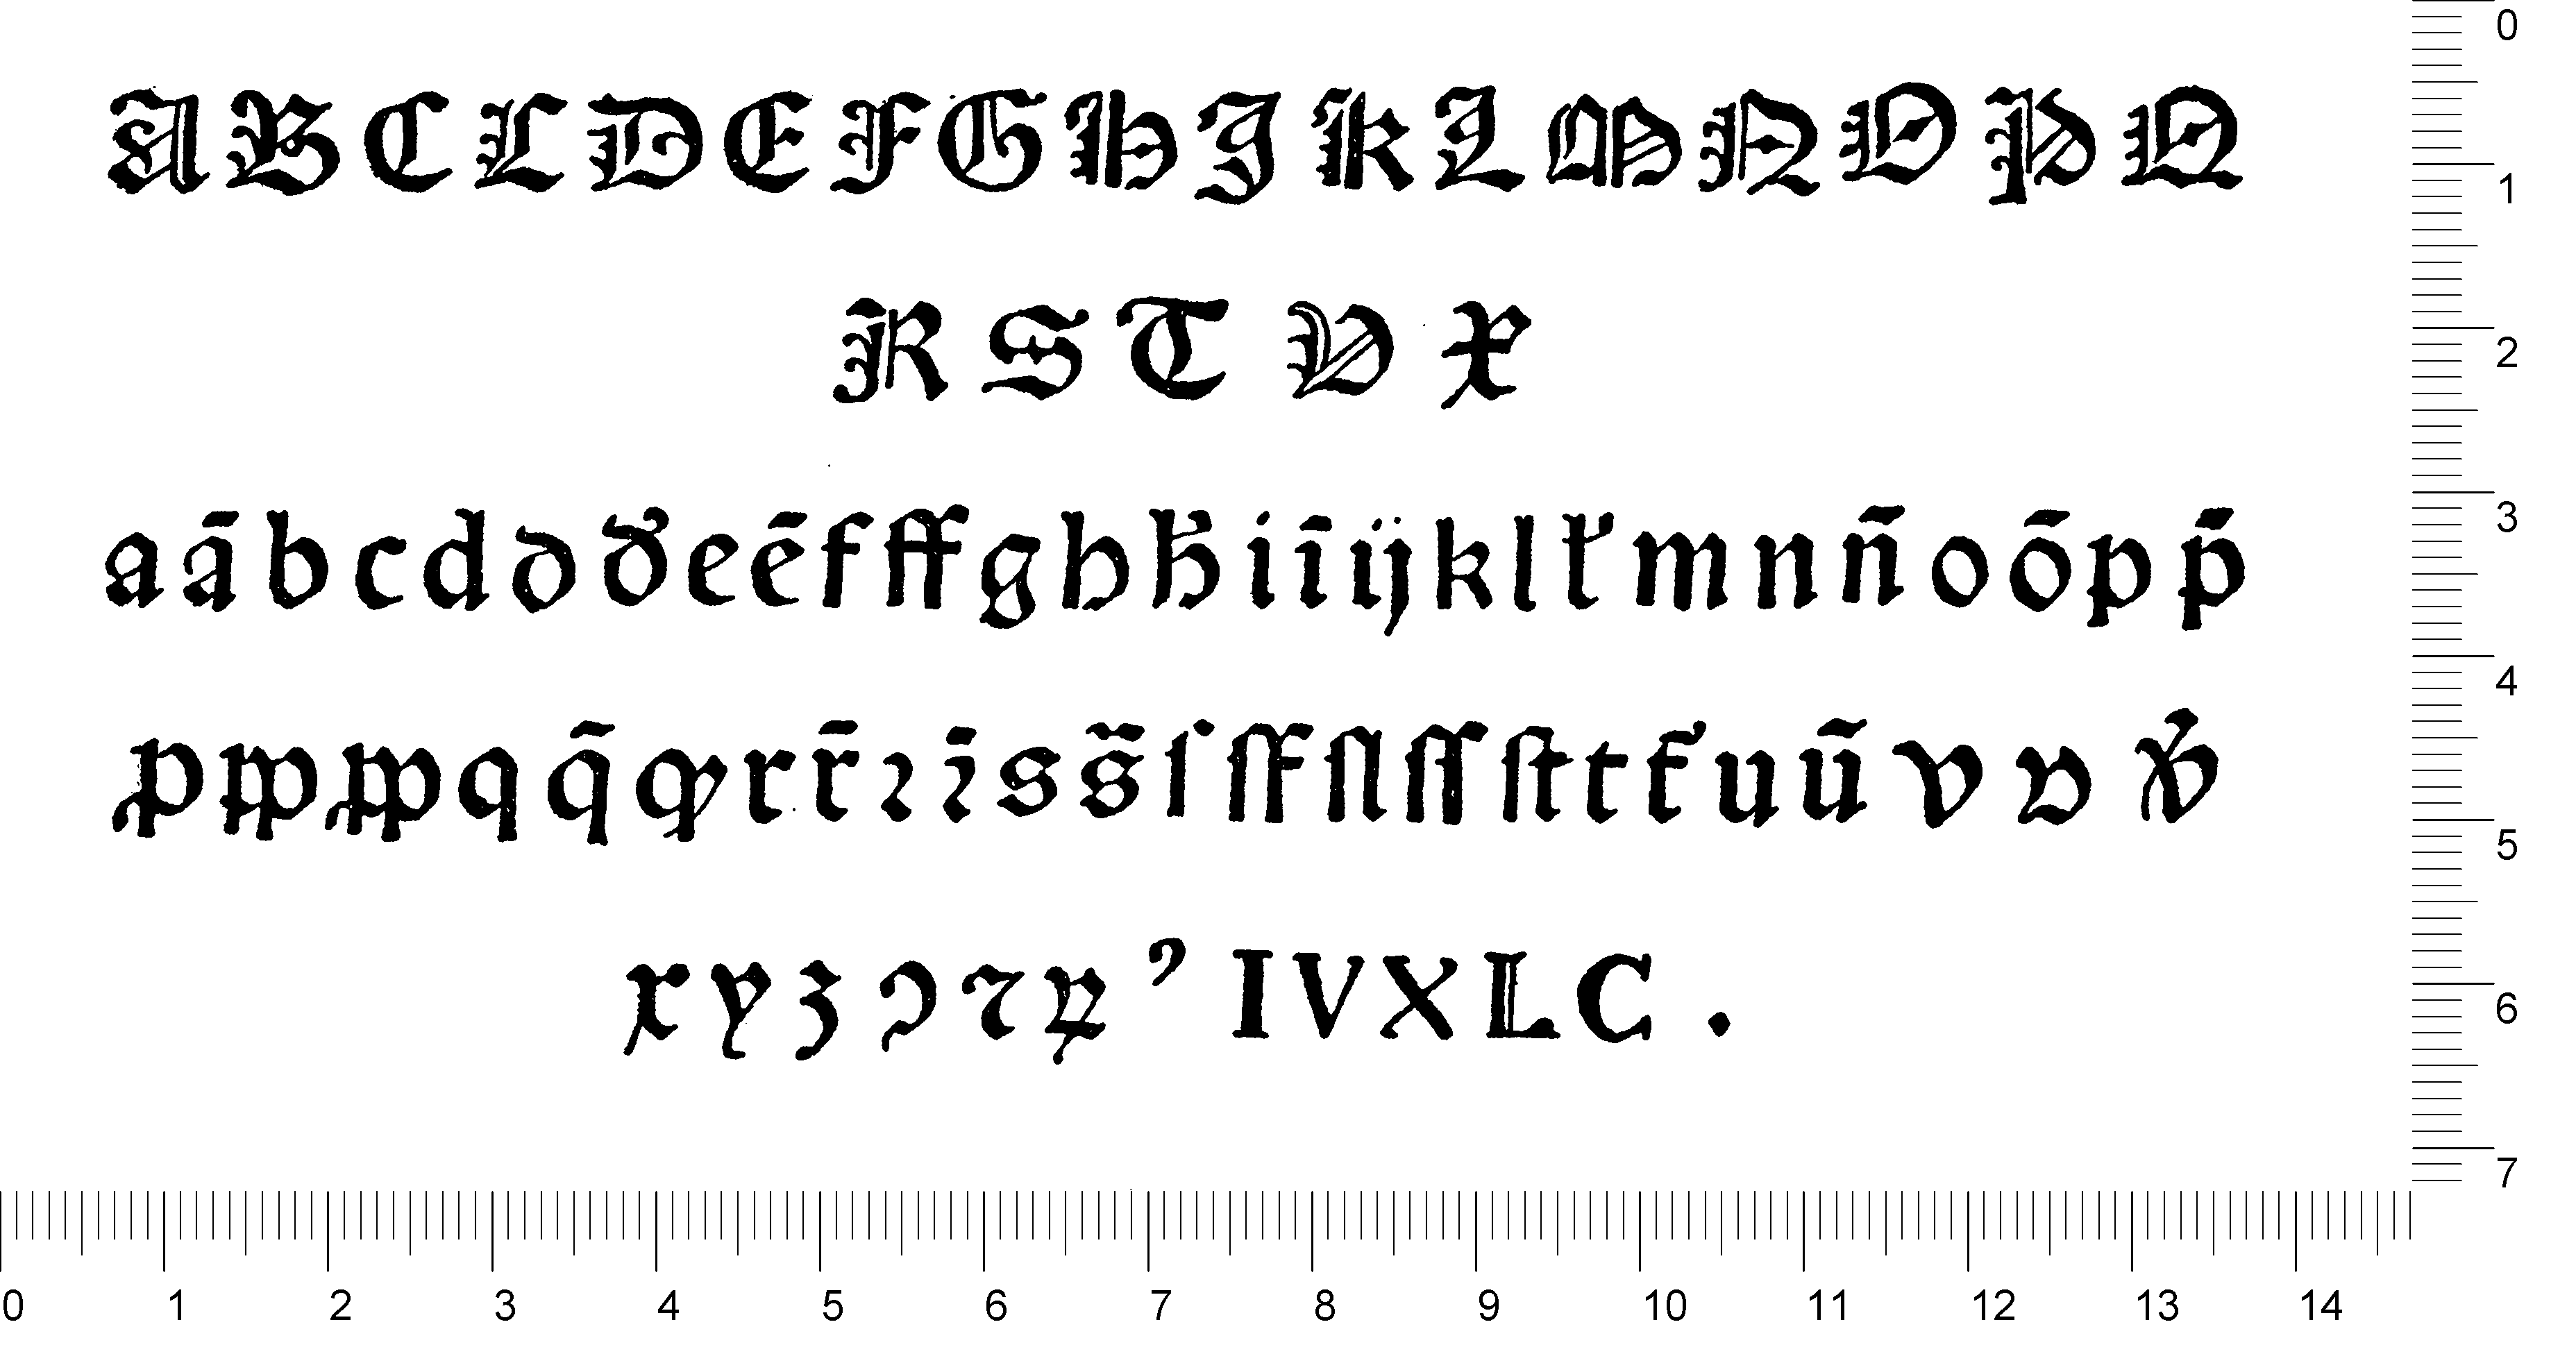 A B C C D E F G H I K L M N O P Q
R S T V X
a ā b c d d ð e ē f ff g h ħ i ī ij k l ł m n n̄ o ō p p̄
ꝓ p̱ q q̄ ꝙ r r̄ ꝛ ꝛ̄ s s̄ ſ ſſ fl ſſ ſt t t̄ u ū v v v̄
x y z ꝯ ⁊ ꝝ ꝰ I V X L C .
0
1
2
3
4
5
6
7
0 1 2 3 4 5 6 7 8 9 10 11 12 13 14